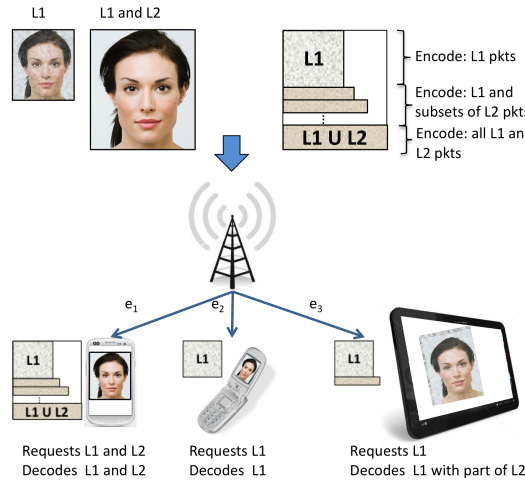 L1
L1 and L2
L1
Encode: L1 pkts
Encode: L1 and
subsets of L2 pkts
L1 U L2
Encode: all L1 an
L2 pkts
e1
e2
e3
L1
L1 U L2
L1
L1
Requests L1 and L2
Decodes L1 and L2
Requests L1
Decodes L1
Requests L1
Decodes L1 with part of L2